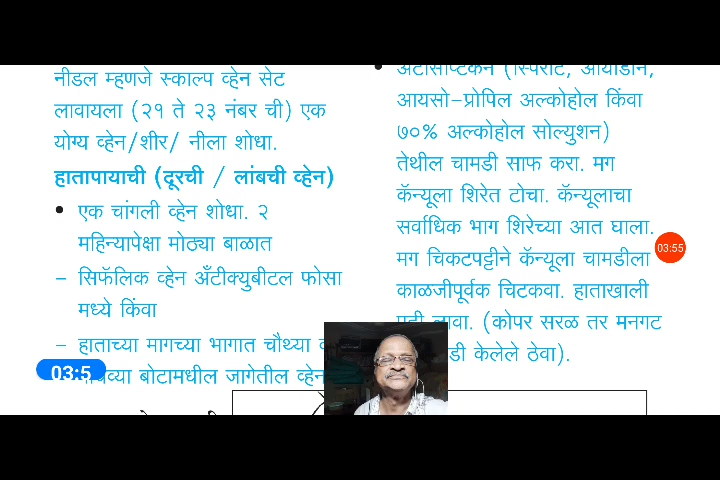 नीडल म्हणजे स्काल्प व्हेन सेट
लावायला (२१ ते २३ नंबर ची) एक
योग्य व्हेन/शीर/ नीला शोधा.
हातापायाची (दूरची / लांबची व्हेन)
• एक चांगली व्हेन शोधा. २
महिन्यापेक्षा मोठ्या बाळात
– सिफॅलिक व्हेन अँटीक्युबीटल फोसा
मध्ये किंवा
– हाताच्या मागच्या भागात चौथ्या
बोटामधील जागेतील व्हेन
आयसो-प्रोपिल अल्कोहोल किंवा
७०% अल्कोहोल सोल्युशन)
तेथील चामडी साफ करा. मग
कॅन्यूला शिरेत टोचा. कॅन्यूलाचा
सर्वाधिक भाग शिरेच्या आत घाला.
मग चिकटपट्टीने कॅन्यूला चामडीला
काळजीपूर्वक चिटकवा. हाताखाली
लावा. (कोपर सरळ तर मनगट
केलेले ठेवा).
03:55
03:5